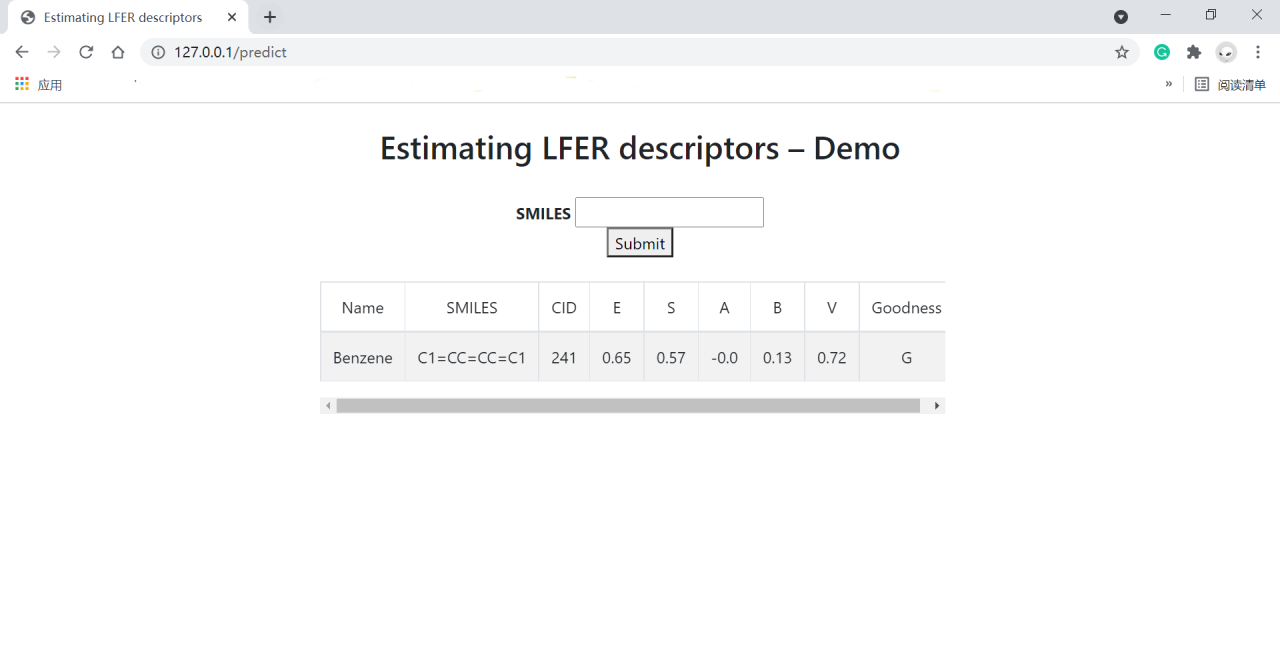 Estimating LFER descriptors
127.0.0.1/predict
应用
»
阅读清单
Estimating LFER descriptors – Demo
SMILES
Submit
Name SMILES CID E S A B V Goodness
Benzene C1=CC=CC=C1 241 0.65 0.57 -0.0 0.13 0.72 G